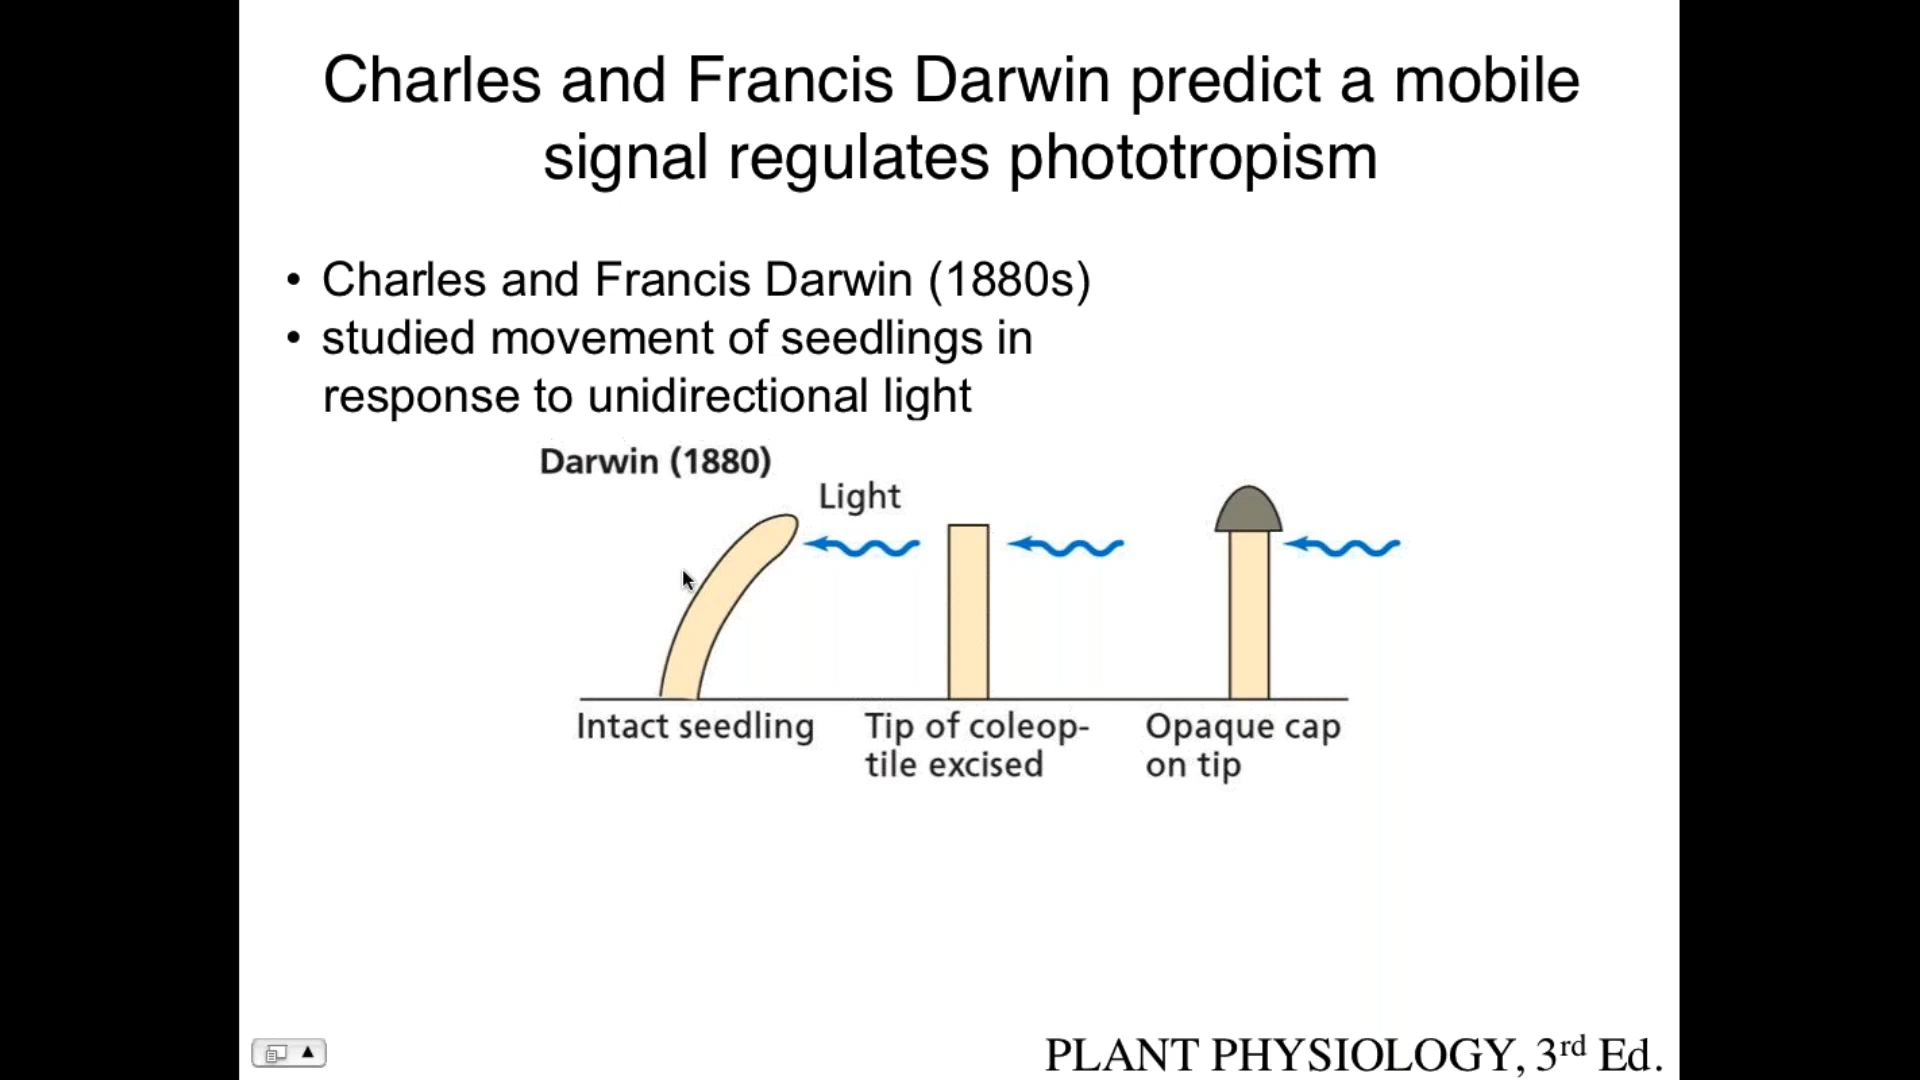 Charles and Francis Darwin predict a mobile
signal regulates phototropism
• Charles and Francis Darwin (1880s)
• studied movement of seedlings in
response to unidirectional light
Darwin (1880)
Light
Intact seedling
Tip of coleop-
tile excised
Opaque cap
on tip
PLANT PHYSIOLOGY, 3rd Ed.